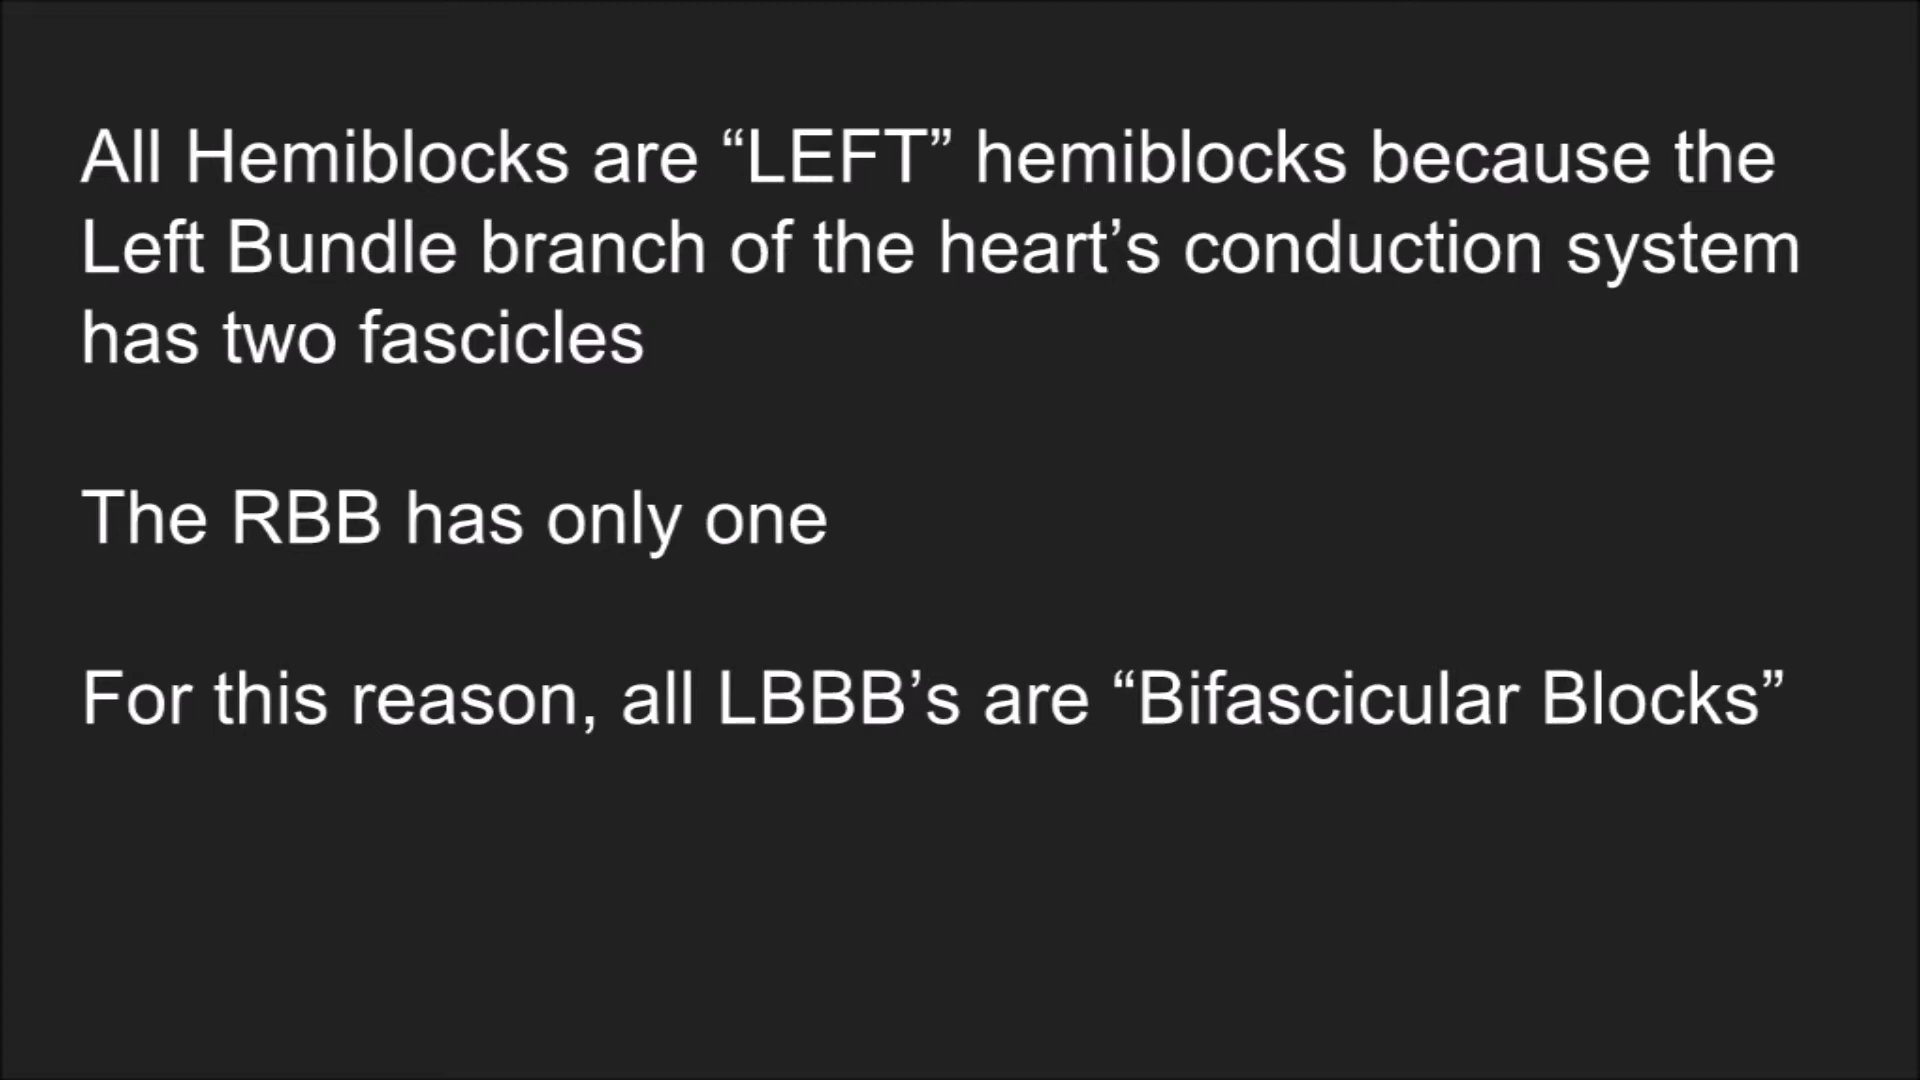 All Hemiblocks are “LEFT” hemiblocks because the
Left Bundle branch of the heart’s conduction system
has two fascicles
The RBB has only one
For this reason, all LBBB’s are “Bifascicular Blocks”